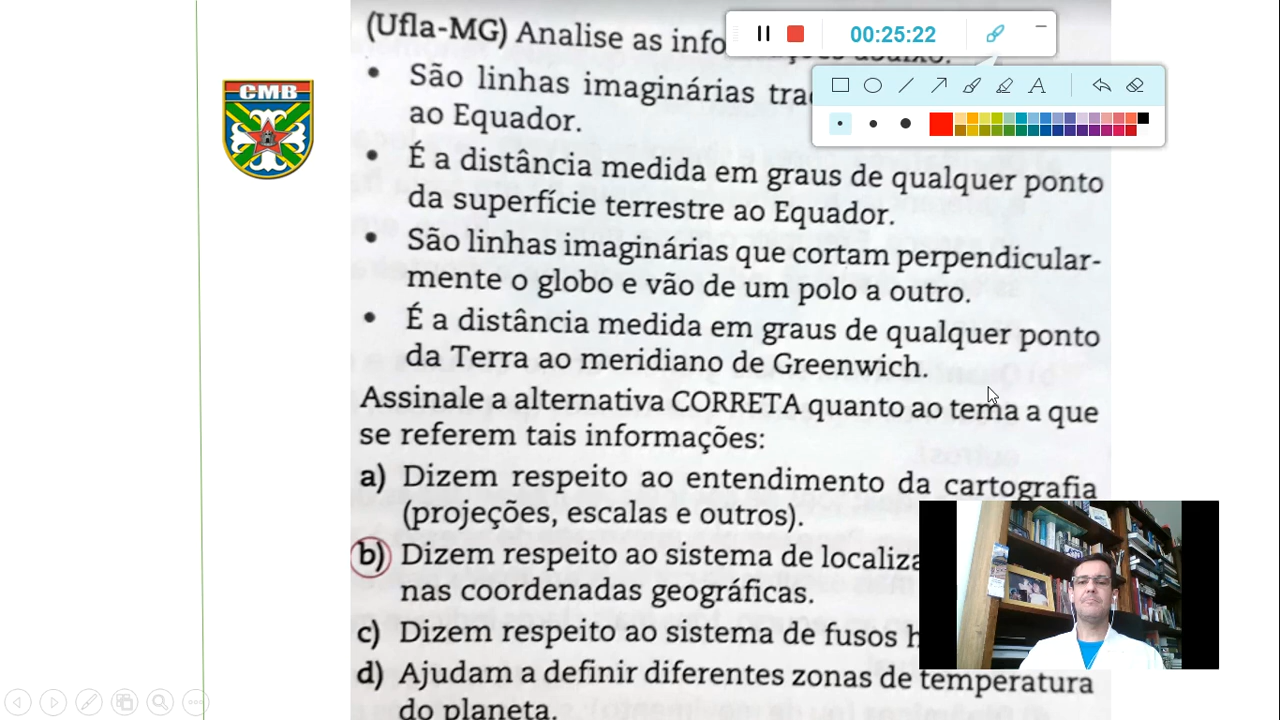 (Ufla-MG) Analise as info
00:25:22
A
CMB
• São linhas imaginárias
ao Equador.
• É a distância medida em graus de qualquer ponto
da superfície terrestre ao Equador.
• São linhas imaginárias que cortam perpendicular-
mente o globo e vão de um polo a outro.
• É a distância medida em graus de qualquer ponto
da Terra ao meridiano de Greenwich.
Assinale a alternativa CORRETA quanto ao tema a que
se referem tais informações:
a) Dizem respeito ao entendimento da cartografia
(projeções, escalas e outros).
b) Dizem respeito ao sistema de localiza
nas coordenadas geográficas.
c) Dizem respeito ao sistema de fusos h
d) Ajudam a definir diferentes zonas de temperatura
do planeta.